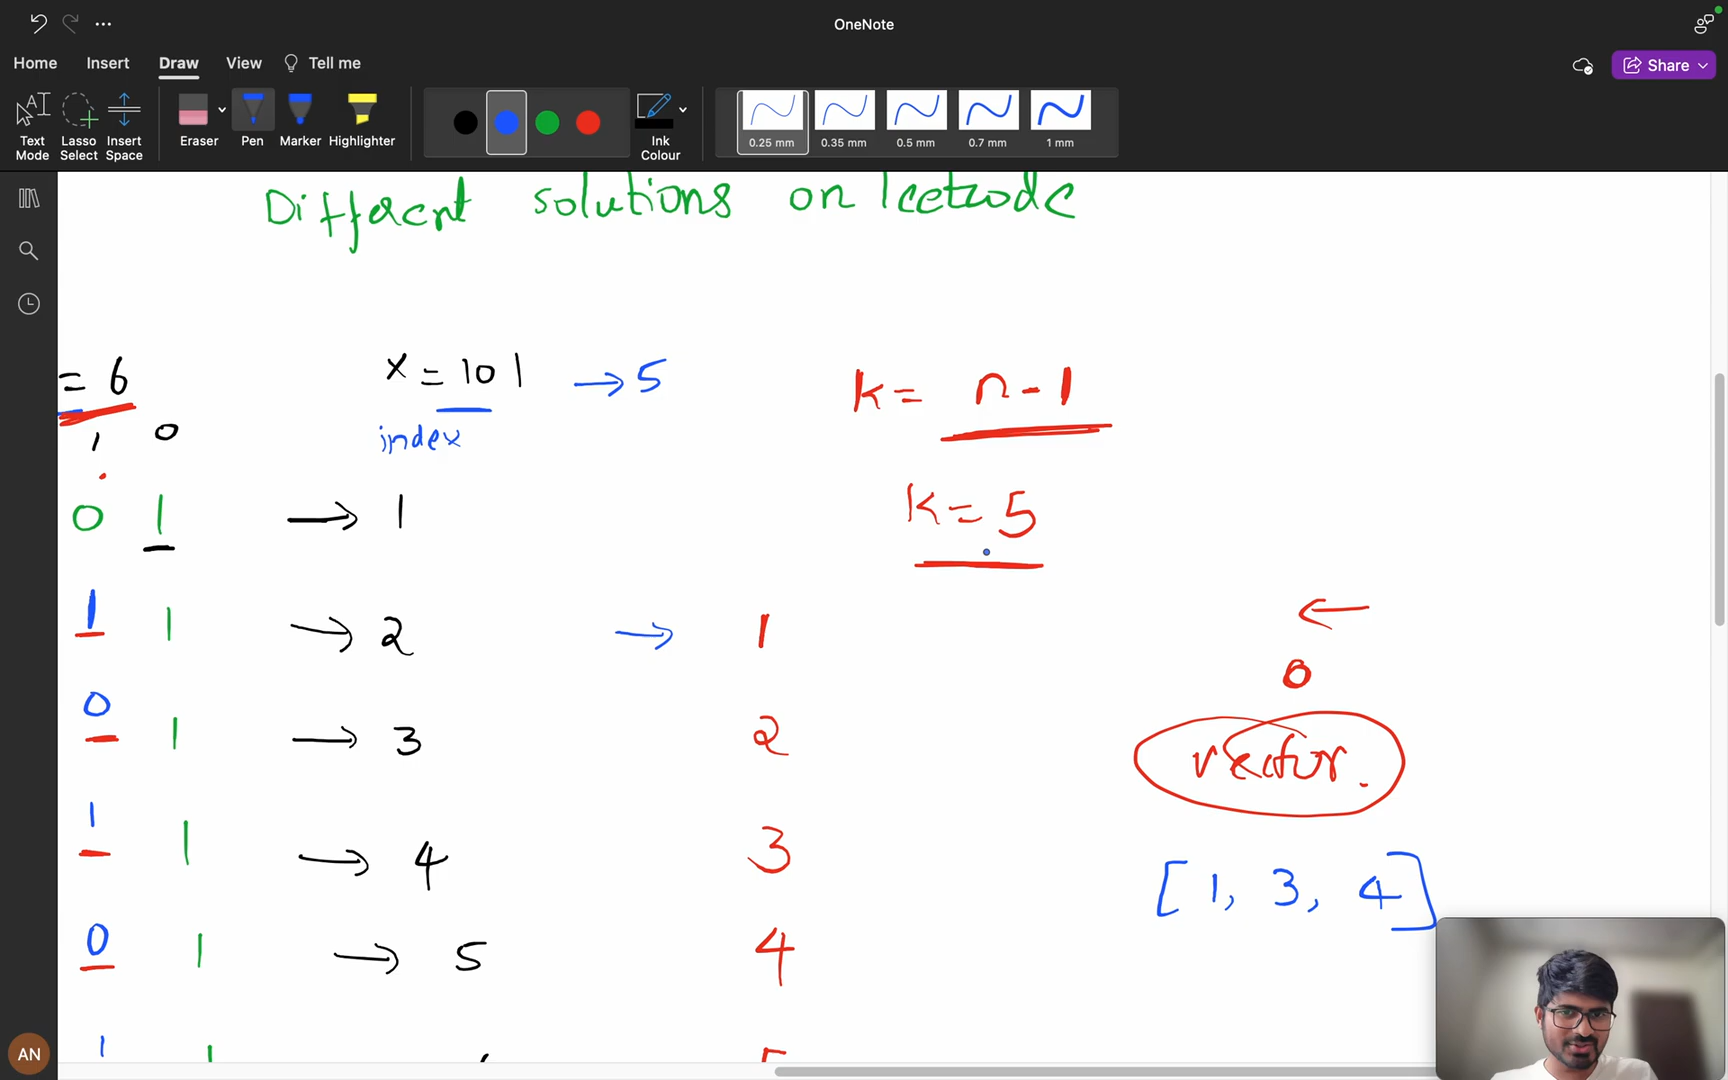 OneNote
Home Insert Draw View Tell me
Share
Text Mode
Lasso Select
Insert Space
Eraser
Pen
Marker
Highlighter
Ink Colour
0.25 mm
0.35 mm
0.5 mm
0.7 mm
1 mm
Different solutions on leetcode
= 6
x = 101 → 5
k = n - 1
1 0
index
k = 5
0 1 → 1
1 1 → 2 → 1
←
0
0 1 → 3 2
vector.
1 1 → 4 3
[1, 3, 4]
0 1 → 5 4
1 1
AN